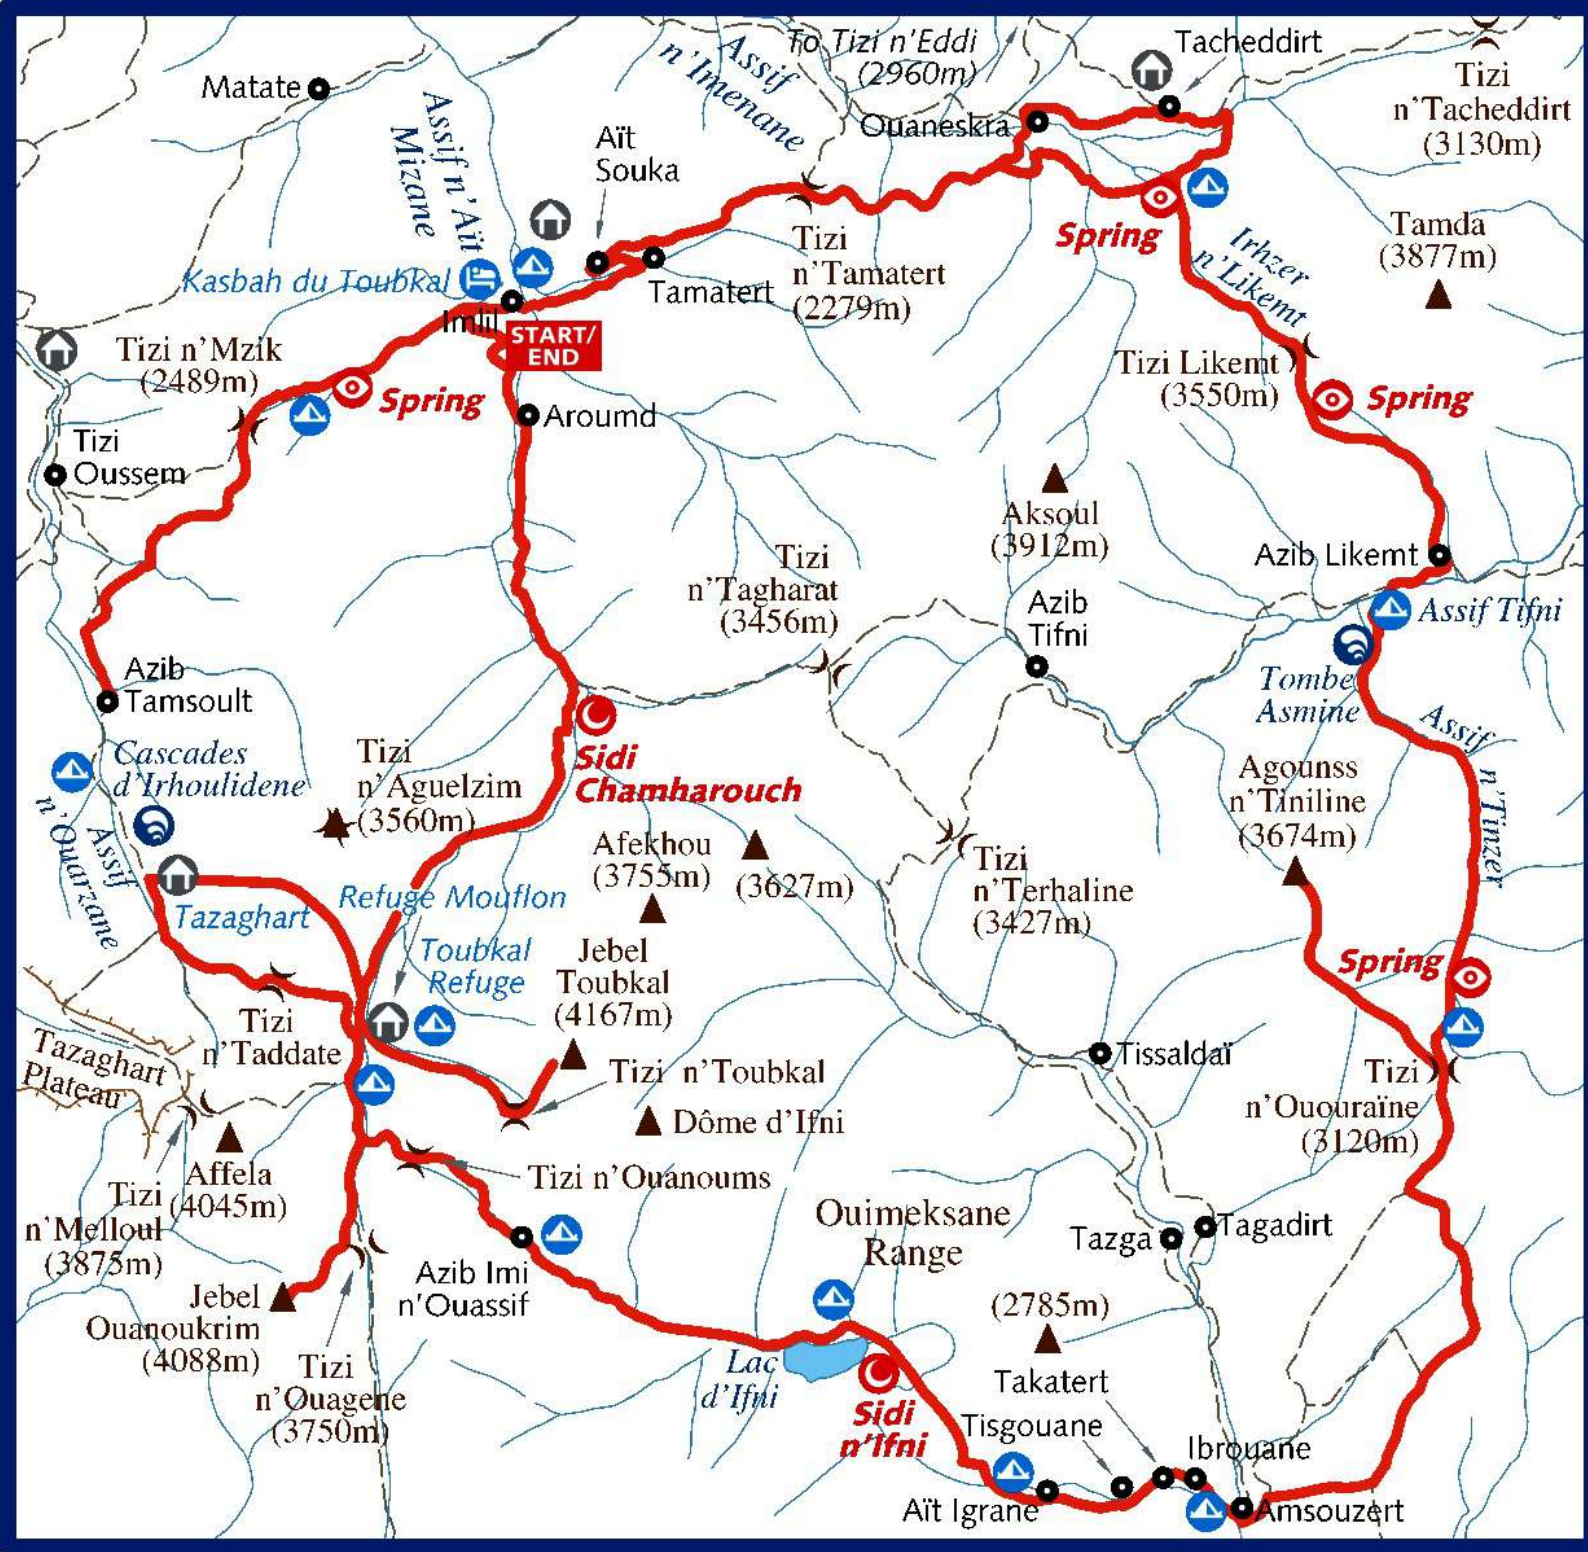 To Tizi n'Eddi
(2960m)
Tacheddirt
Assif
n'Imenane
Matate
Tizi
n'Tacheddirt
(3130m)
Assif n'Aït
Mizane
Aït
Souka
Ouaneskra
Spring
Tamda
(3877m)
Irhzer
n'Likemt
Tizi
n'Tamatert
(2279m)
Kasbah du Toubkal
Tamatert
Imlil
START/
END
Tizi n'Mzik
(2489m)
Spring
Tizi Likemt
(3550m)
Spring
Aroumd
Tizi
Oussem
Aksoul
(3912m)
Tizi
n'Tagharat
(3456m)
Azib Likemt
Azib
Tifni
Assif Tifni
Tombe
Asmine
Azib
Tamsoult
Assif
n'Tinzer
Cascades
d'Irhoulidene
Tizi
n'Aguelzim
(3560m)
Sidi
Chamharouch
Agounss
n'Tiniline
(3674m)
Assif
n'Ouarzane
Afekhou
(3755m)
(3627m)
Tizi
n'Terhaline
(3427m)
Refuge Mouflon
Tazaghart
Toubkal
Refuge
Jebel
Toubkal
(4167m)
Spring
Tizi
n'Taddate
Tazaghart
Plateau
Tissaldaï
Tizi n'Toubkal
Tizi
n'Ououraïne
(3120m)
Dôme d'Ifni
Affela
(4045m)
Tizi
n'Melloul
(3875m)
Tizi n'Ouanoums
Ouimeksane
Range
Tazga
Tagadirt
Azib Imi
n'Ouassif
Jebel
Ouanoukrim
(4088m)
Tizi
n'Ouagene
(3750m)
(2785m)
Lac
d'Ifni
Takatert
Sidi
n'Ifni
Tisgouane
Ibrouane
Aït Igrane
Amsouzert